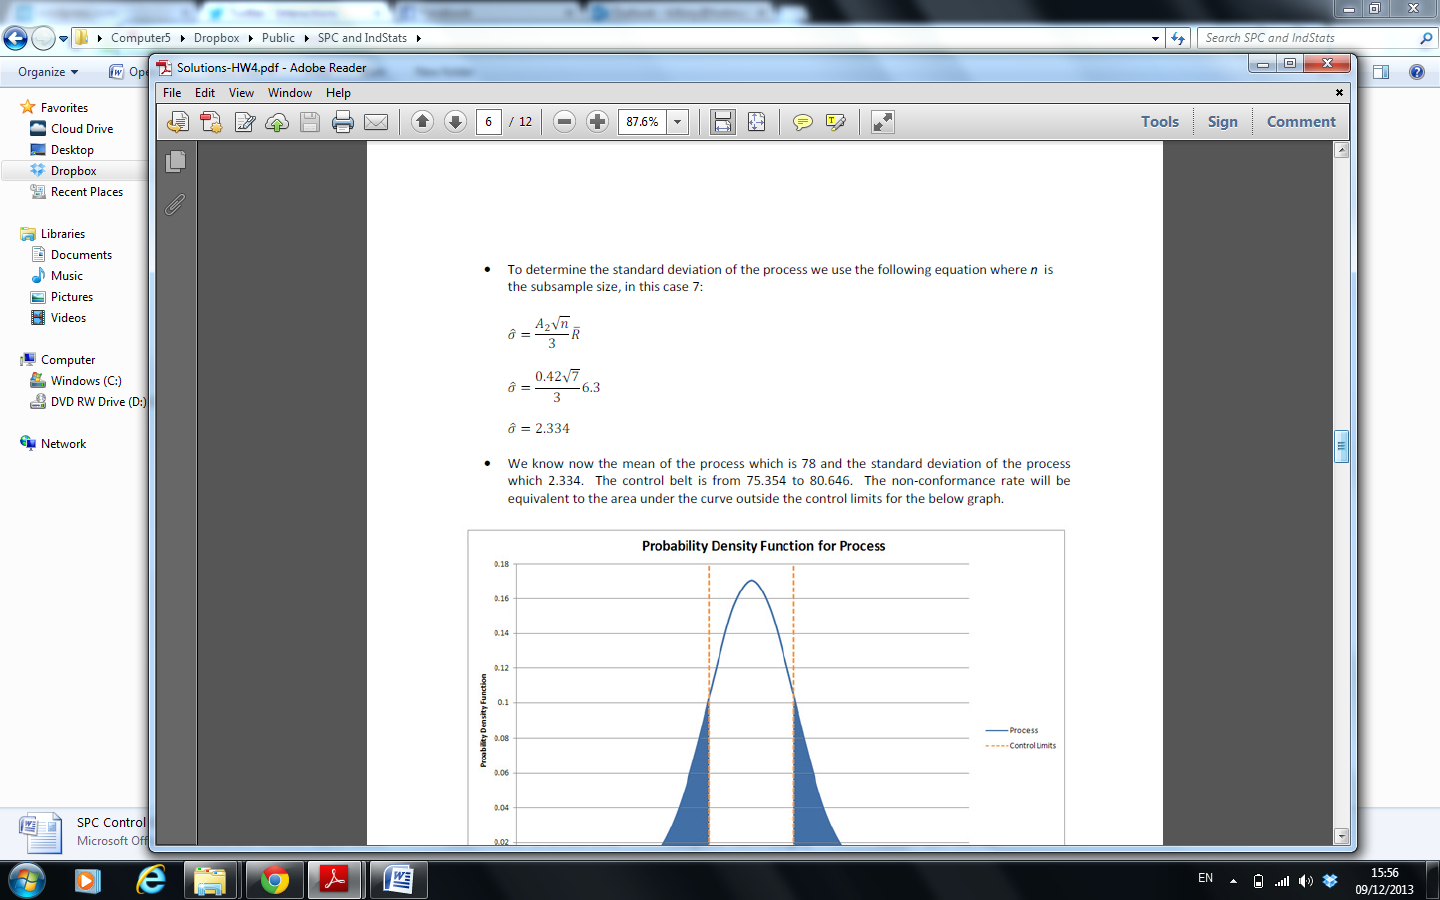 Computer5 Dropbox Public SPC and IndStats
Search SPC and IndStats
Organize
Ope
Solutions-HW4.pdf - Adobe Reader
File Edit View Window Help
6 / 12
87.6%
Tools Sign Comment
Favorites
Cloud Drive
Desktop
Dropbox
Recent Places
Libraries
Documents
Music
Pictures
Videos
Computer
Windows (C:)
DVD RW Drive (D:)
Network
• To determine the standard deviation of the process we use the following equation where n is
the subsample size, in this case 7:
σ̂ = A₂√n/3 R̄
σ̂ = 0.42√7/3 6.3
σ̂ = 2.334
• We know now the mean of the process which is 78 and the standard deviation of the process
which 2.334. The control belt is from 75.354 to 80.646. The non-conformance rate will be
equivalent to the area under the curve outside the control limits for the below graph.
Probability Density Function for Process
0.18
0.16
0.14
0.12
0.1
0.08
0.06
0.04
0.02
Proability Density Function
Process
Control Limits
SPC Control
Microsoft Off
EN
15:56
09/12/2013